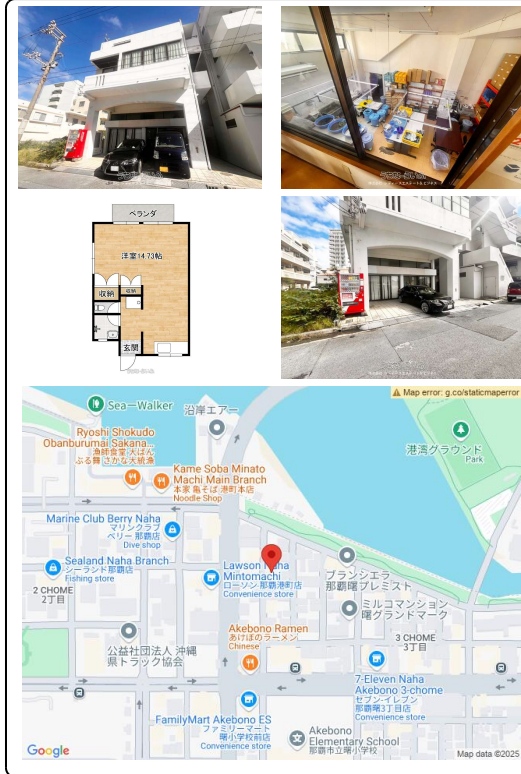 ベランダ
洋室14.73帖
収納
収納
玄関
Map error: g.co/staticmaperror
Sea-Walker
沿岸エアー
Ryoshi Shokudo
Obanburumai Sakana...
漁師食堂 大ばん
ぶる舞 さかな大統漁
港湾グラウンド
Park
Kame Soba Minato
Machi Main Branch
本家 亀そば 港町本店
Noodle Shop
Marine Club Berry Naha
マリンクラブ
ベリー 那覇店
Dive shop
Sealand Naha Branch
シーランド那覇店
Fishing store
Lawson Naha
Mintomachi
ローソン 那覇港町店
Convenience store
ブランシエラ
那覇曙プレミスト
2 CHOME
2丁目
ミルコマンション
曙グランドマーク
Akebono Ramen
あけぼのラーメン
Chinese
公益社団法人 沖縄
県トラック協会
3 CHOME
3丁目
7-Eleven Naha
Akebono 3-chome
セブン-イレブン
那覇曙3丁目店
Convenience store
FamilyMart Akebono ES
ファミリーマート
曙小学校前店
Convenience store
Akebono
Elementary School
那覇市立曙小学校
Google
Map data ©2025